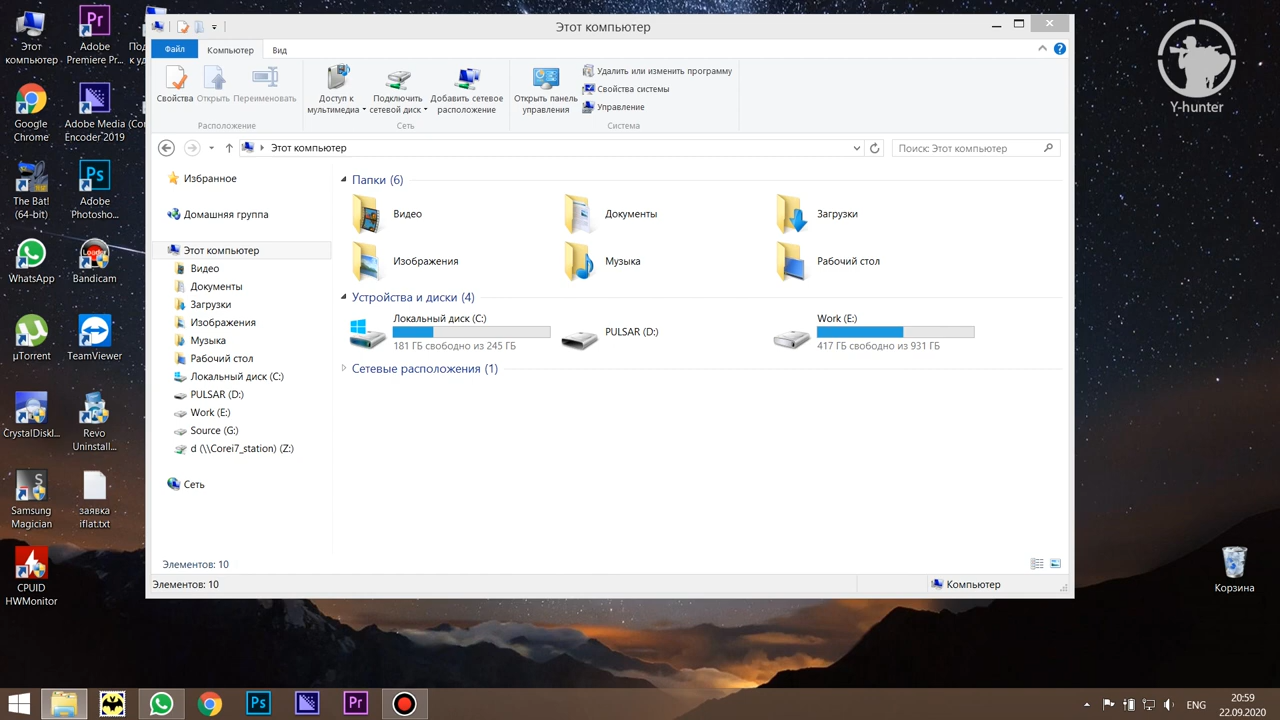 Этот компьютер
Файл
Компьютер
Вид
Свойства
Открыть
Переименовать
Расположение
Доступ к
мультимедиа
Подключить
сетевой диск
Добавить сетевое
расположение
Сеть
Открыть панель
управления
Удалить или изменить программу
Свойства системы
Управление
Система
Этот компьютер
Поиск: Этот компьютер
Избранное
Домашняя группа
Этот компьютер
Видео
Документы
Загрузки
Изображения
Музыка
Рабочий стол
Локальный диск (C:)
PULSAR (D:)
Work (E:)
Source (G:)
d (\\Corei7_station) (Z:)
Сеть
Папки (6)
Видео
Документы
Загрузки
Изображения
Музыка
Рабочий стол
Устройства и диски (4)
Локальный диск (C:)
181 ГБ свободно из 245 ГБ
PULSAR (D:)
Work (E:)
417 ГБ свободно из 931 ГБ
Сетевые расположения (1)
Элементов: 10
Элементов: 10
Компьютер
Этот
компьютер
Pr
Adobe
Premiere Pr...
Google
Chrome
Adobe Media
Encoder 2019
The Bat!
(64-bit)
Ps
Adobe
Photosho...
WhatsApp
Bandicam
µTorrent
TeamViewer
CrystalDiskI...
Revo
Uninstall...
S
Samsung
Magician
заявка
iflat.txt
CPUID
HWMonitor
Y-hunter
Корзина
Ps
Pr
ENG
20:59
22.09.2020